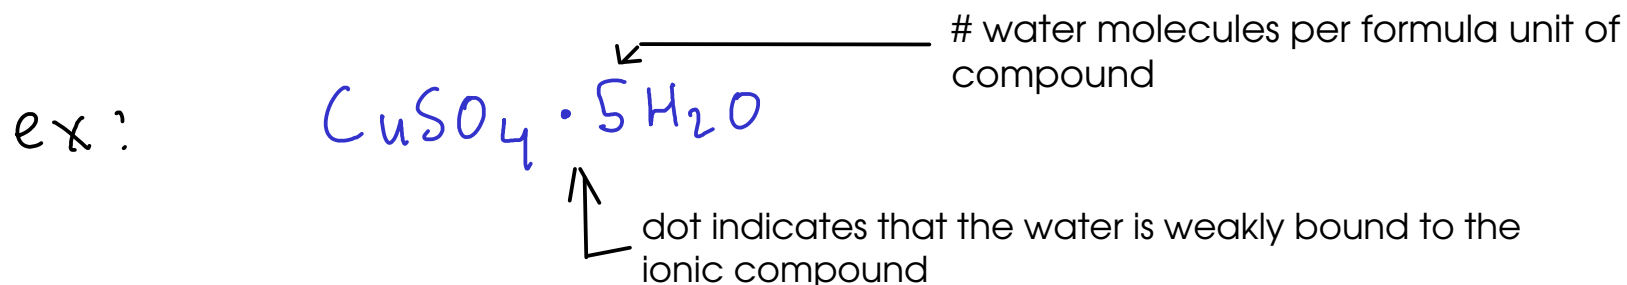 # water molecules per formula unit of
compound
ex: CuSO₄ · 5H₂O
dot indicates that the water is weakly bound to the
ionic compound